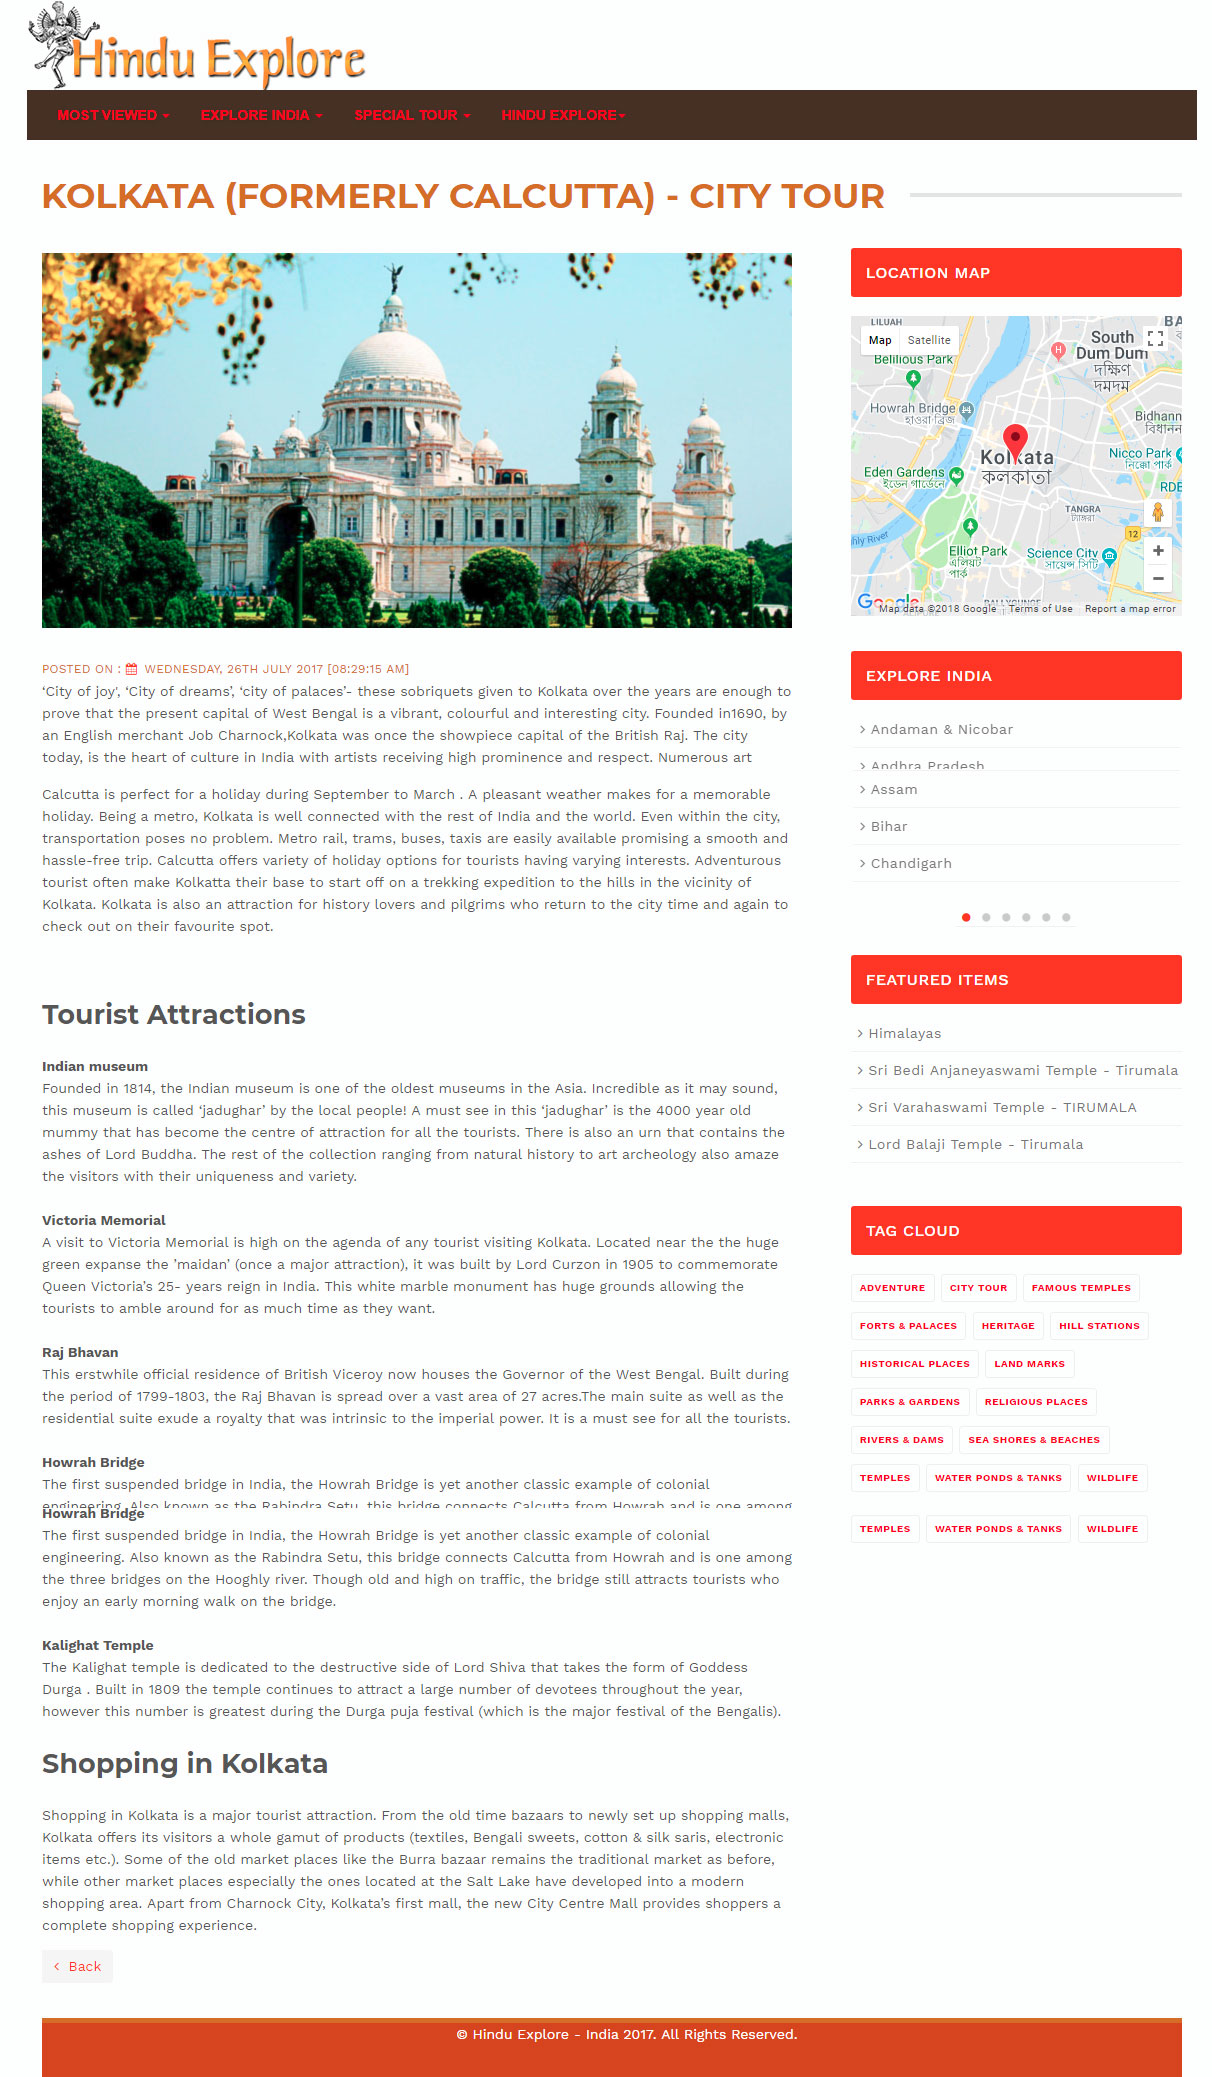 Hindu Explore
MOST VIEWED
EXPLORE INDIA
SPECIAL TOUR
HINDU EXPLORE
KOLKATA (FORMERLY CALCUTTA) - CITY TOUR
POSTED ON : WEDNESDAY, 26TH JULY 2017 [08:29:15 AM]
‘City of joy', ‘City of dreams’, ‘city of palaces’- these sobriquets given to Kolkata over the years are enough to
prove that the present capital of West Bengal is a vibrant, colourful and interesting city. Founded in1690, by
an English merchant Job Charnock,Kolkata was once the showpiece capital of the British Raj. The city
today, is the heart of culture in India with artists receiving high prominence and respect. Numerous art
Calcutta is perfect for a holiday during September to March . A pleasant weather makes for a memorable
holiday. Being a metro, Kolkata is well connected with the rest of India and the world. Even within the city,
transportation poses no problem. Metro rail, trams, buses, taxis are easily available promising a smooth and
hassle-free trip. Calcutta offers variety of holiday options for tourists having varying interests. Adventurous
tourist often make Kolkatta their base to start off on a trekking expedition to the hills in the vicinity of
Kolkata. Kolkata is also an attraction for history lovers and pilgrims who return to the city time and again to
check out on their favourite spot.
Tourist Attractions
Indian museum
Founded in 1814, the Indian museum is one of the oldest museums in the Asia. Incredible as it may sound,
this museum is called ‘jadughar’ by the local people! A must see in this ‘jadughar’ is the 4000 year old
mummy that has become the centre of attraction for all the tourists. There is also an urn that contains the
ashes of Lord Buddha. The rest of the collection ranging from natural history to art archeology also amaze
the visitors with their uniqueness and variety.
Victoria Memorial
A visit to Victoria Memorial is high on the agenda of any tourist visiting Kolkata. Located near the the huge
green expanse the ’maidan’ (once a major attraction), it was built by Lord Curzon in 1905 to commemorate
Queen Victoria’s 25- years reign in India. This white marble monument has huge grounds allowing the
tourists to amble around for as much time as they want.
Raj Bhavan
This erstwhile official residence of British Viceroy now houses the Governor of the West Bengal. Built during
the period of 1799-1803, the Raj Bhavan is spread over a vast area of 27 acres.The main suite as well as the
residential suite exude a royalty that was intrinsic to the imperial power. It is a must see for all the tourists.
Howrah Bridge
The first suspended bridge in India, the Howrah Bridge is yet another classic example of colonial
engineering. Also known as the Rabindra Setu, this bridge connects Calcutta from Howrah and is one among
Howrah Bridge
The first suspended bridge in India, the Howrah Bridge is yet another classic example of colonial
engineering. Also known as the Rabindra Setu, this bridge connects Calcutta from Howrah and is one among
the three bridges on the Hooghly river. Though old and high on traffic, the bridge still attracts tourists who
enjoy an early morning walk on the bridge.
Kalighat Temple
The Kalighat temple is dedicated to the destructive side of Lord Shiva that takes the form of Goddess
Durga . Built in 1809 the temple continues to attract a large number of devotees throughout the year,
however this number is greatest during the Durga puja festival (which is the major festival of the Bengalis).
Shopping in Kolkata
Shopping in Kolkata is a major tourist attraction. From the old time bazaars to newly set up shopping malls,
Kolkata offers its visitors a whole gamut of products (textiles, Bengali sweets, cotton & silk saris, electronic
items etc.). Some of the old market places like the Burra bazaar remains the traditional market as before,
while other market places especially the ones located at the Salt Lake have developed into a modern
shopping area. Apart from Charnock City, Kolkata’s first mall, the new City Centre Mall provides shoppers a
complete shopping experience.
Back
LOCATION MAP
LILUAH
BA
Map
Satellite
South
Dum Dum
দক্ষিণ
দমদম
Belilious Park
Howrah Bridge
হাওরা ব্রিজ
Bidhann
বিধানন
Kolkata
কলকাতা
Nicco Park
নিক্কো পার্ক
Eden Gardens
ইডেন গার্ডেনে
RDB
TANGRA
ট্যাংরা
12
hly River
Elliot Park
এলিয়ট
পার্ক
Science City
সায়েন্স সিটি
Google
Map data ©2018 Google
Terms of Use
Report a map error
EXPLORE INDIA
Andaman & Nicobar
Andhra Pradesh
Assam
Bihar
Chandigarh
FEATURED ITEMS
Himalayas
Sri Bedi Anjaneyaswami Temple - Tirumala
Sri Varahaswami Temple - TIRUMALA
Lord Balaji Temple - Tirumala
TAG CLOUD
ADVENTURE
CITY TOUR
FAMOUS TEMPLES
FORTS & PALACES
HERITAGE
HILL STATIONS
HISTORICAL PLACES
LAND MARKS
PARKS & GARDENS
RELIGIOUS PLACES
RIVERS & DAMS
SEA SHORES & BEACHES
TEMPLES
WATER PONDS & TANKS
WILDLIFE
TEMPLES
WATER PONDS & TANKS
WILDLIFE
© Hindu Explore - India 2017. All Rights Reserved.